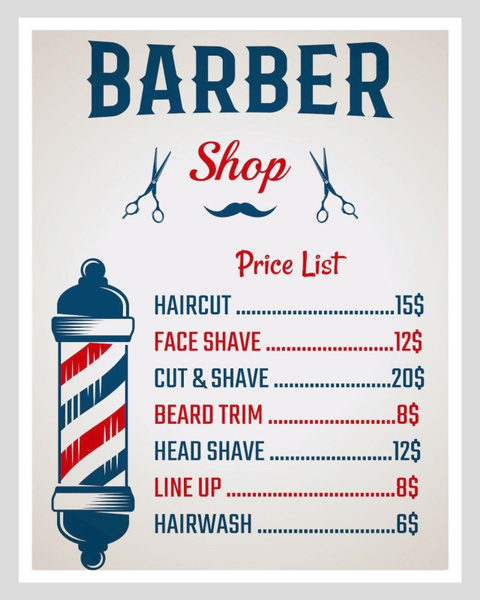 BARBER
Shop
Price List
HAIRCUT ..............................15$
FACE SHAVE ........................12$
CUT & SHAVE ......................20$
BEARD TRIM ........................8$
HEAD SHAVE .......................12$
LINE UP ................................8$
HAIRWASH ..........................6$